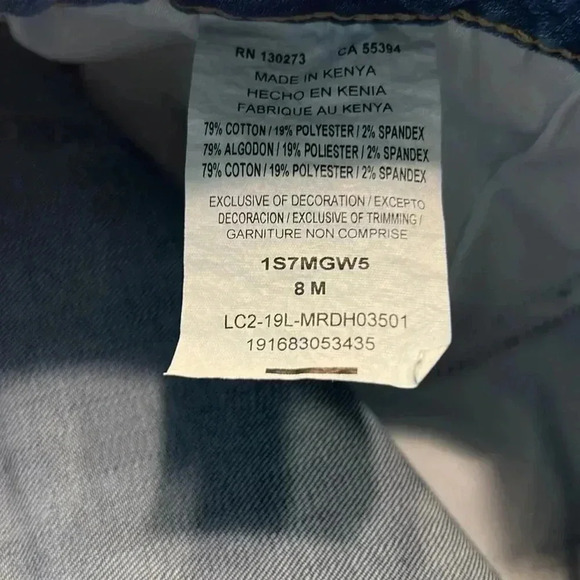 RN 130273 CA 55394
MADE IN KENYA
HECHO EN KENIA
FABRIQUE AU KENYA
79% COTTON / 19% POLYESTER / 2% SPANDEX
79% ALGODON / 19% POLIESTER / 2% SPANDEX
79% COTON / 19% POLYESTER / 2% SPANDEX
EXCLUSIVE OF DECORATION / EXCEPTO
DECORACION / EXCLUSIVE OF TRIMMING /
GARNITURE NON COMPRISE
1S7MGW5
8 M
LC2-19L-MRDH03501
191683053435